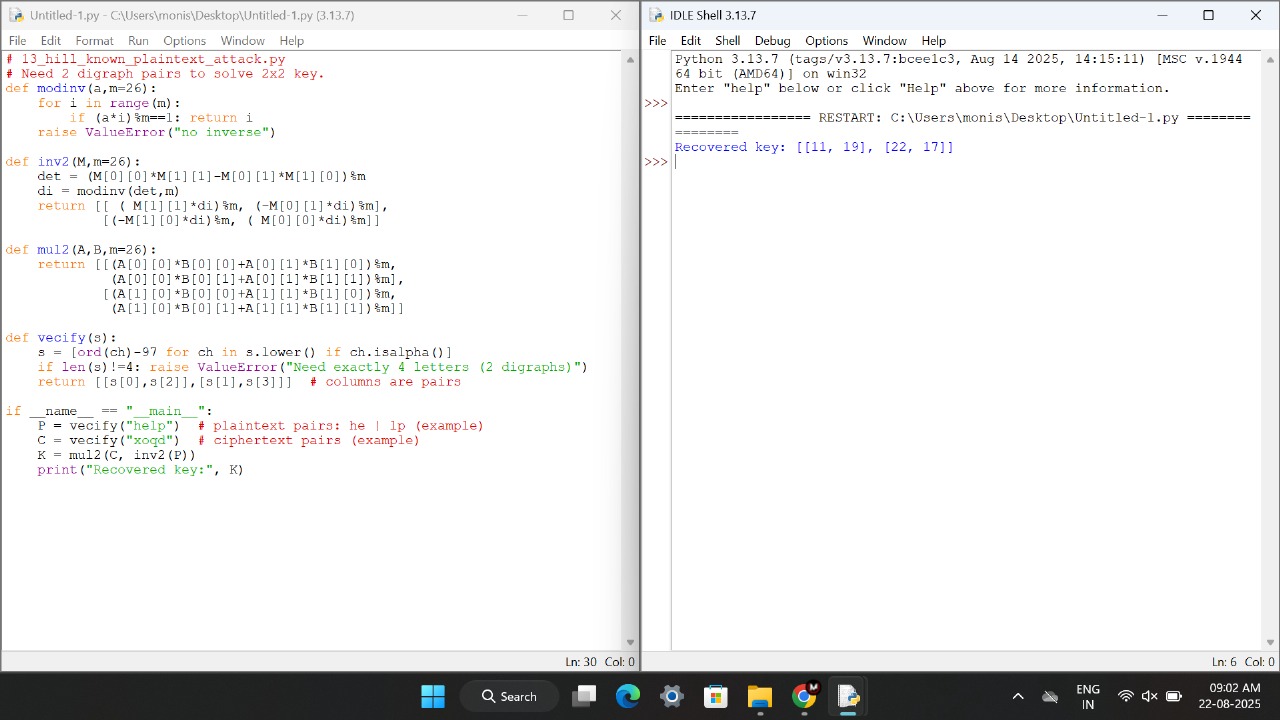 Untitled-1.py - C:\Users\monis\Desktop\Untitled-1.py (3.13.7)
File Edit Format Run Options Window Help
# 13_hill_known_plaintext_attack.py
# Need 2 digraph pairs to solve 2x2 key.
def modinv(a,m=26):
    for i in range(m):
        if (a*i)%m==1: return i
    raise ValueError("no inverse")

def inv2(M,m=26):
    det = (M[0][0]*M[1][1]-M[0][1]*M[1][0])%m
    di = modinv(det,m)
    return [[ ( M[1][1]*di)%m, (-M[0][1]*di)%m],
            [(-M[1][0]*di)%m, ( M[0][0]*di)%m]]

def mul2(A,B,m=26):
    return [[(A[0][0]*B[0][0]+A[0][1]*B[1][0])%m,
             (A[0][0]*B[0][1]+A[0][1]*B[1][1])%m],
            [(A[1][0]*B[0][0]+A[1][1]*B[1][0])%m,
             (A[1][0]*B[0][1]+A[1][1]*B[1][1])%m]]

def vecify(s):
    s = [ord(ch)-97 for ch in s.lower() if ch.isalpha()]
    if len(s)!=4: raise ValueError("Need exactly 4 letters (2 digraphs)")
    return [[s[0],s[2]],[s[1],s[3]]]  # columns are pairs

if __name__ == "__main__":
    P = vecify("help")  # plaintext pairs: he | lp (example)
    C = vecify("xoqd")  # ciphertext pairs (example)
    K = mul2(C, inv2(P))
    print("Recovered key:", K)
Ln: 30 Col: 0
IDLE Shell 3.13.7
File Edit Shell Debug Options Window Help
Python 3.13.7 (tags/v3.13.7:bcee1c3, Aug 14 2025, 14:15:11) [MSC v.1944
64 bit (AMD64)] on win32
Enter "help" below or click "Help" above for more information.
>>>
================= RESTART: C:\Users\monis\Desktop\Untitled-1.py ========
========
Recovered key: [[11, 19], [22, 17]]
>>>
Ln: 6 Col: 0
Search
M
ENG
IN
09:02 AM
22-08-2025